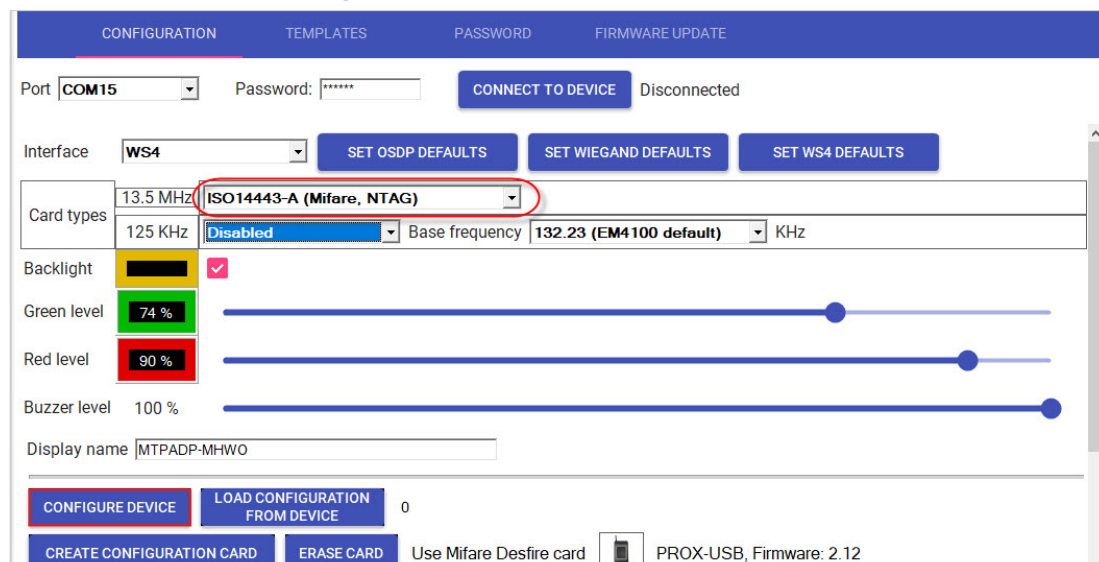 CONFIGURATION TEMPLATES PASSWORD FIRMWARE UPDATE
Port COM15 Password: ****** CONNECT TO DEVICE Disconnected
Interface WS4 SET OSDP DEFAULTS SET WIEGAND DEFAULTS SET WS4 DEFAULTS
Card types 13.5 MHz ISO14443-A (Mifare, NTAG)
125 KHz Disabled Base frequency 132.23 (EM4100 default) KHz
Backlight
Green level 74 %
Red level 90 %
Buzzer level 100 %
Display name MTPADP-MHWO
CONFIGURE DEVICE LOAD CONFIGURATION FROM DEVICE 0
CREATE CONFIGURATION CARD ERASE CARD Use Mifare Desfire card PROX-USB, Firmware: 2.12